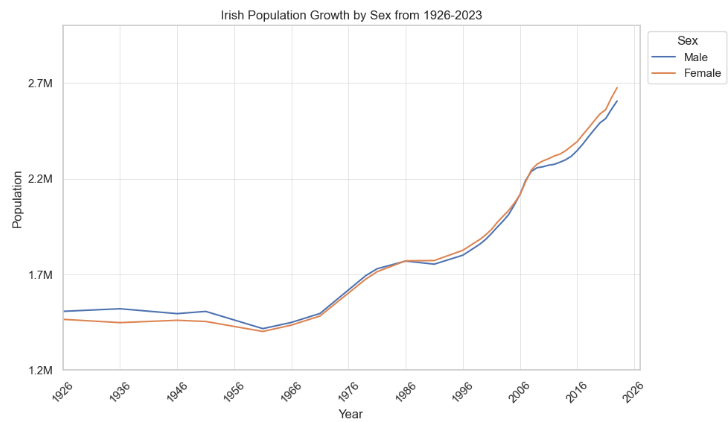 Irish Population Growth by Sex from 1926-2023
Sex
Male
Female
2.7M
2.2M
1.7M
1.2M
Population
1926
1936
1946
1956
1966
1976
1986
1996
2006
2016
2026
Year